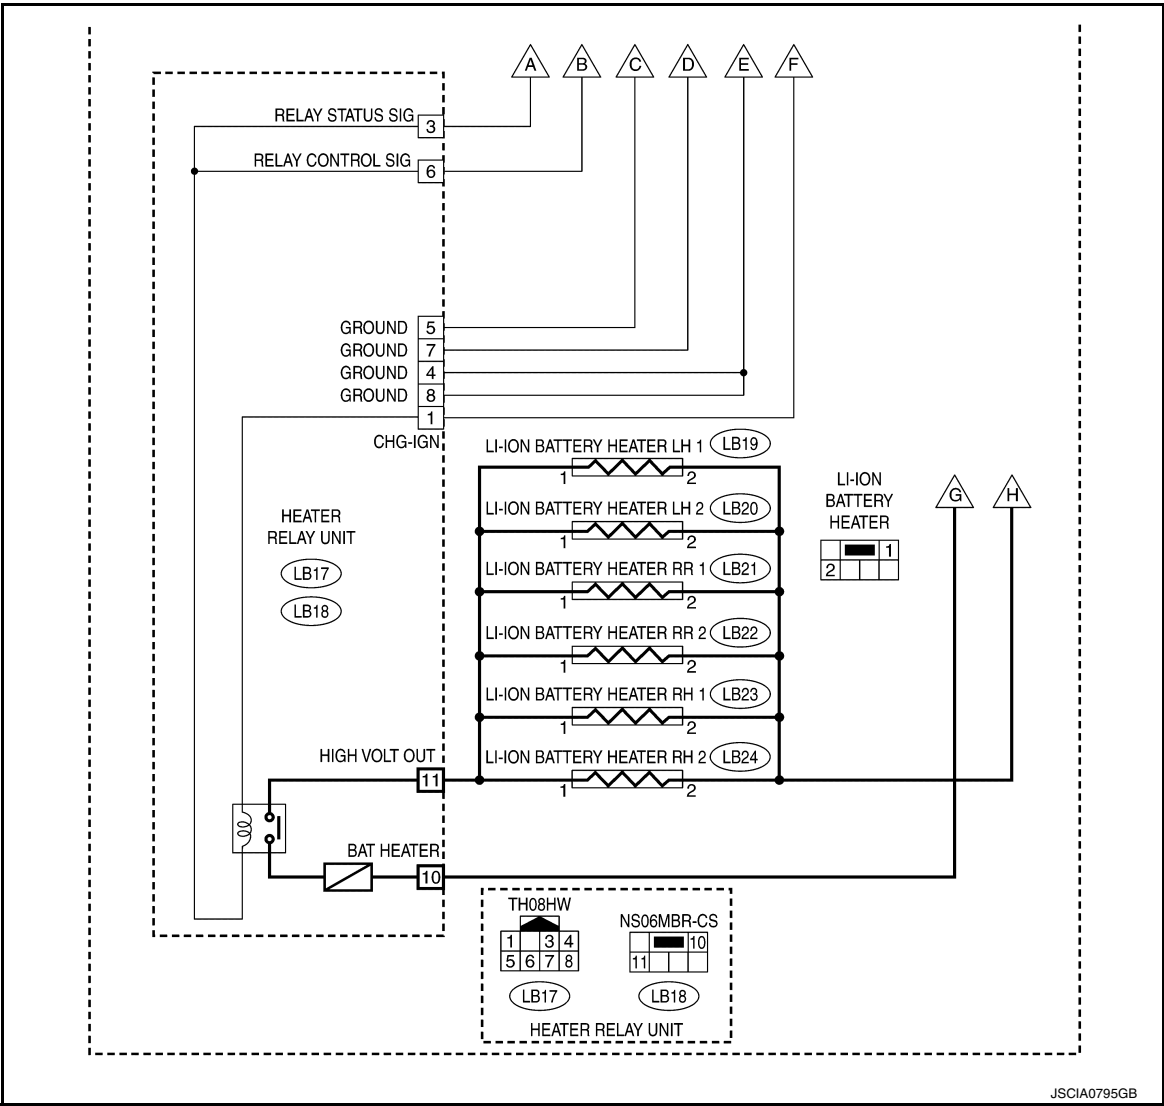 A B C D E F
RELAY STATUS SIG 3
RELAY CONTROL SIG 6
GROUND 5
GROUND 7
GROUND 4
GROUND 8
1
CHG-IGN
LI-ION BATTERY HEATER LH 1 LB19
1 2
LI-ION BATTERY HEATER LH 2 LB20
1 2
LI-ION BATTERY HEATER RR 1 LB21
1 2
LI-ION BATTERY HEATER RR 2 LB22
1 2
LI-ION BATTERY HEATER RH 1 LB23
1 2
LI-ION BATTERY HEATER RH 2 LB24
1 2
LI-ION
BATTERY
HEATER
1
2
G H
HEATER
RELAY UNIT
LB17
LB18
HIGH VOLT OUT
11
BAT HEATER
10
TH08HW
1 3 4
5 6 7 8
LB17
NS06MBR-CS
10
11
LB18
HEATER RELAY UNIT
JSCIA0795GB